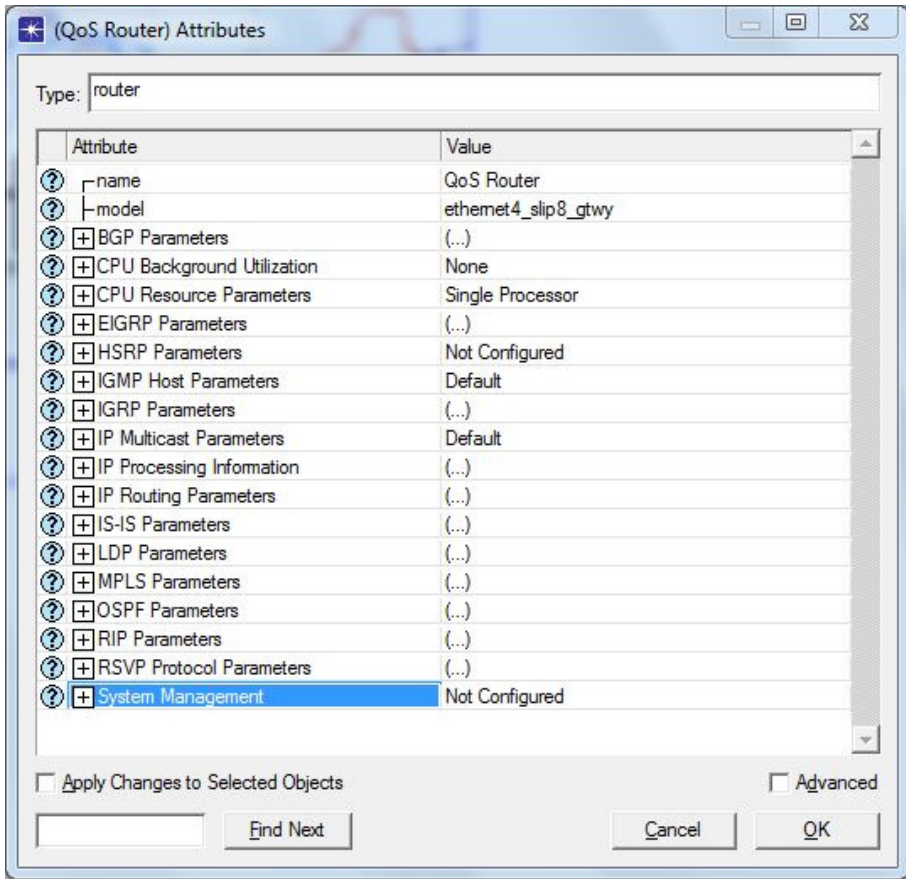 (QoS Router) Attributes
Type: router
Attribute Value
name QoS Router
model ethernet4_slip8_gtwy
BGP Parameters (...)
CPU Background Utilization None
CPU Resource Parameters Single Processor
EIGRP Parameters (...)
HSRP Parameters Not Configured
IGMP Host Parameters Default
IGRP Parameters (...)
IP Multicast Parameters Default
IP Processing Information (...)
IP Routing Parameters (...)
IS-IS Parameters (...)
LDP Parameters (...)
MPLS Parameters (...)
OSPF Parameters (...)
RIP Parameters (...)
RSVP Protocol Parameters (...)
System Management Not Configured
Apply Changes to Selected Objects Advanced
Find Next Cancel OK